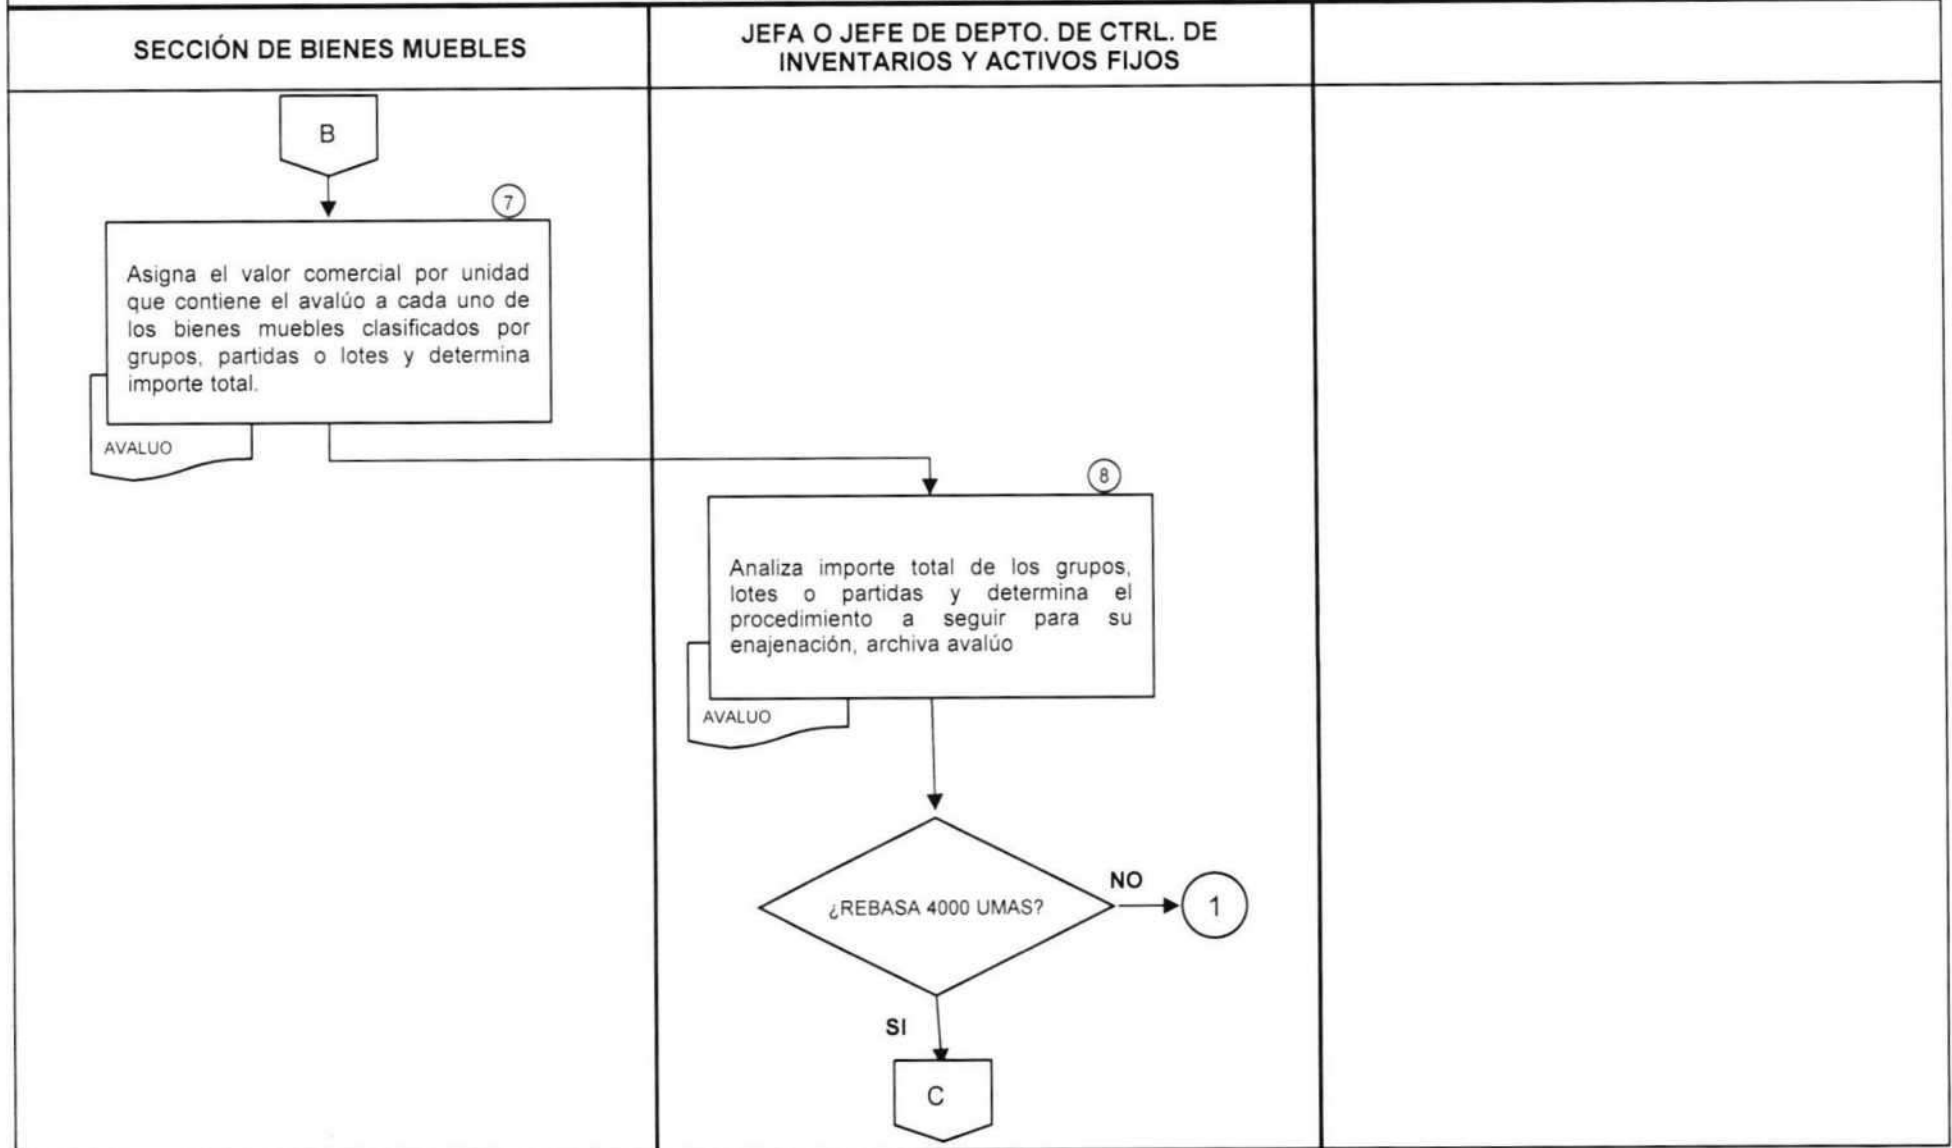 SECCIÓN DE BIENES MUEBLES
JEFA O JEFE DE DEPTO. DE CTRL. DE
INVENTARIOS Y ACTIVOS FIJOS
B
7
Asigna el valor comercial por unidad
que contiene el avalúo a cada uno de
los bienes muebles clasificados por
grupos, partidas o lotes y determina
importe total.
AVALUO
8
Analiza importe total de los grupos,
lotes o partidas y determina el
procedimiento a seguir para su
enajenación, archiva avalúo
AVALUO
¿REBASA 4000 UMAS?
NO
1
SI
C